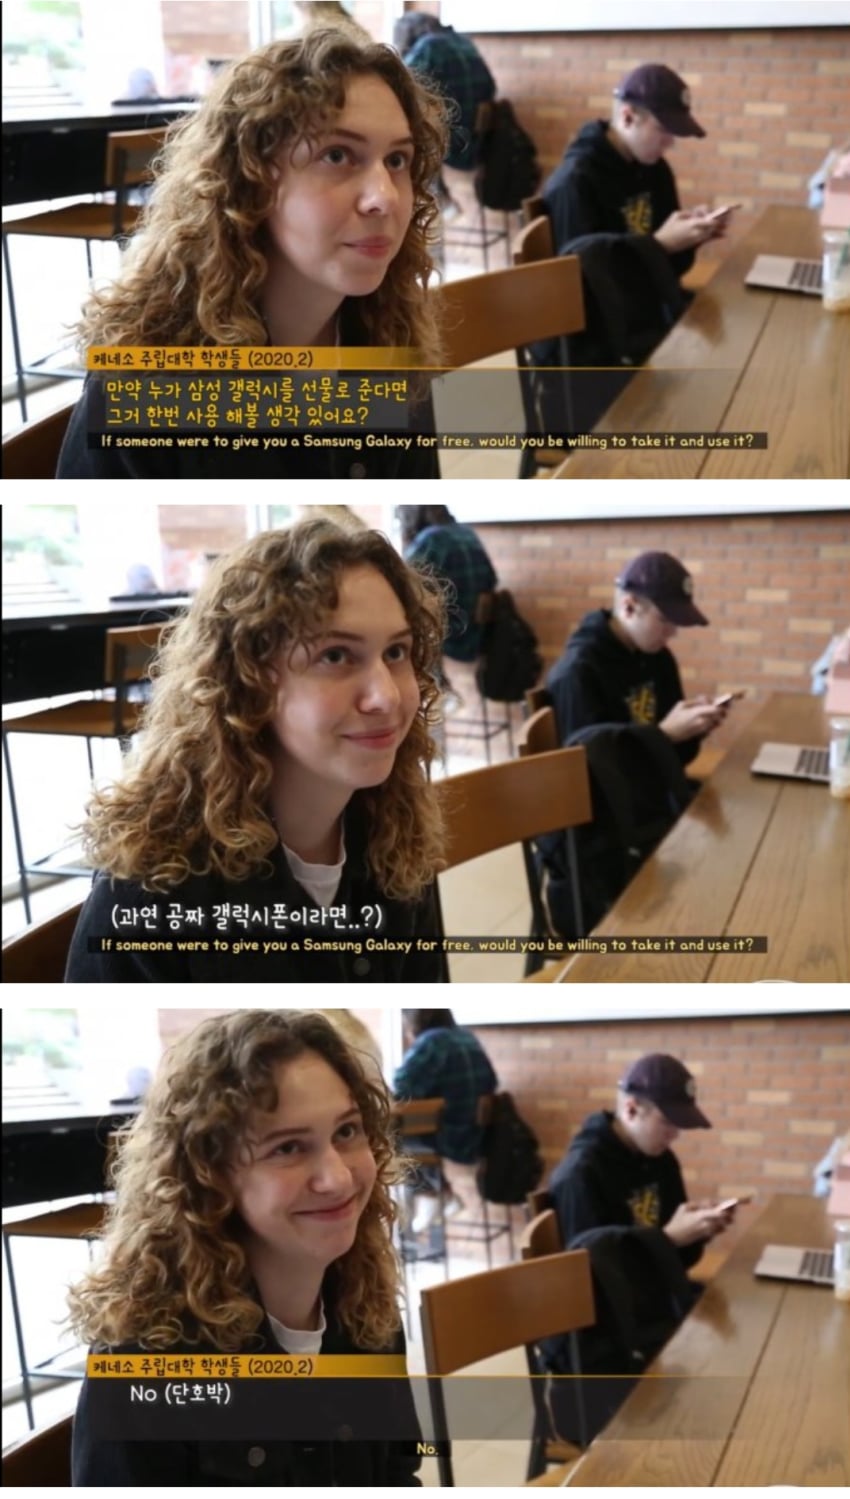 케네소 주립대학 학생들 (2020.2)
만약 누가 삼성 갤럭시를 선물로 준다면
그거 한번 사용 해볼 생각 있어요?
If someone were to give you a Samsung Galaxy for free, would you be willing to take it and use it?
(과연 공짜 갤럭시폰이라면..?)
If someone were to give you a Samsung Galaxy for free, would you be willing to take it and use it?
케네소 주립대학 학생들 (2020.2)
No (단호박)
No.